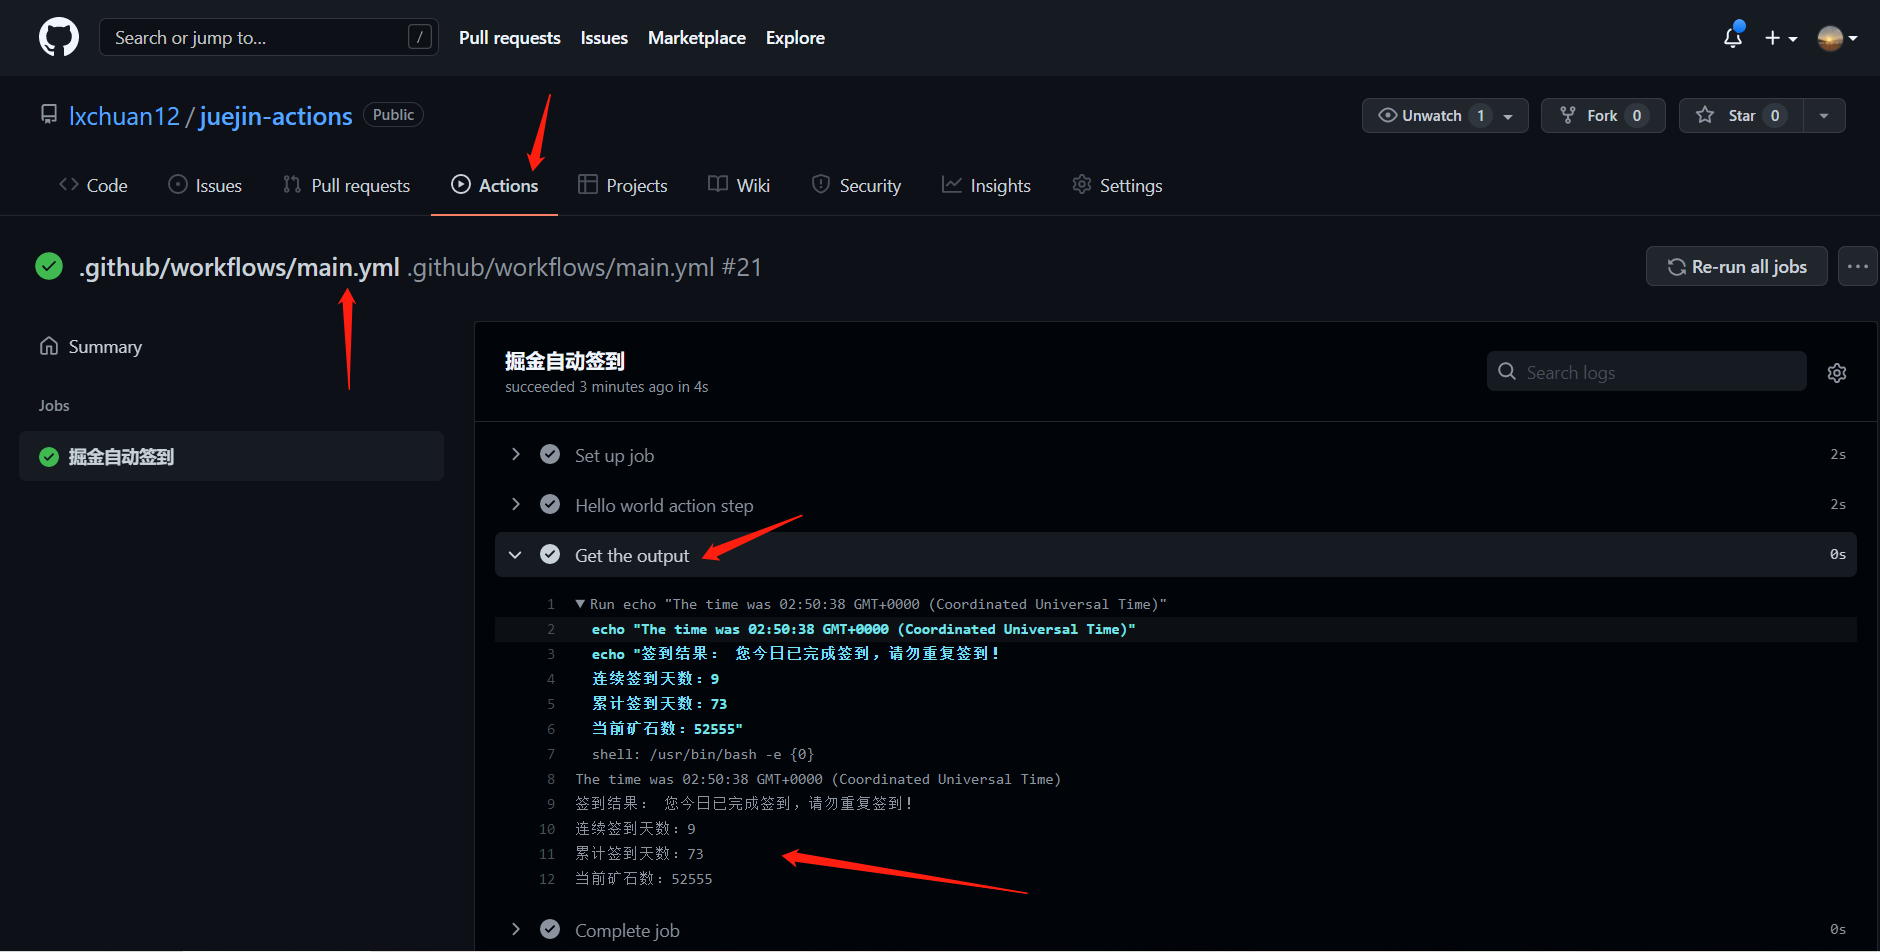 Search or jump to... /
Pull requests Issues Marketplace Explore
lxchuan12 / juejin-actions Public
Unwatch 1 Fork 0 Star 0
Code Issues Pull requests Actions Projects Wiki Security Insights Settings
.github/workflows/main.yml .github/workflows/main.yml #21
Re-run all jobs ...
Summary
Jobs
掘金自动签到
掘金自动签到
succeeded 3 minutes ago in 4s
Search logs
Set up job 2s
Hello world action step 2s
Get the output 0s
1 ▼Run echo "The time was 02:50:38 GMT+0000 (Coordinated Universal Time)"
2 echo "The time was 02:50:38 GMT+0000 (Coordinated Universal Time)"
3 echo "签到结果： 您今日已完成签到，请勿重复签到！
4 连续签到天数：9
5 累计签到天数：73
6 当前矿石数：52555"
7 shell: /usr/bin/bash -e {0}
8 The time was 02:50:38 GMT+0000 (Coordinated Universal Time)
9 签到结果： 您今日已完成签到，请勿重复签到！
10 连续签到天数：9
11 累计签到天数：73
12 当前矿石数：52555
Complete job 0s